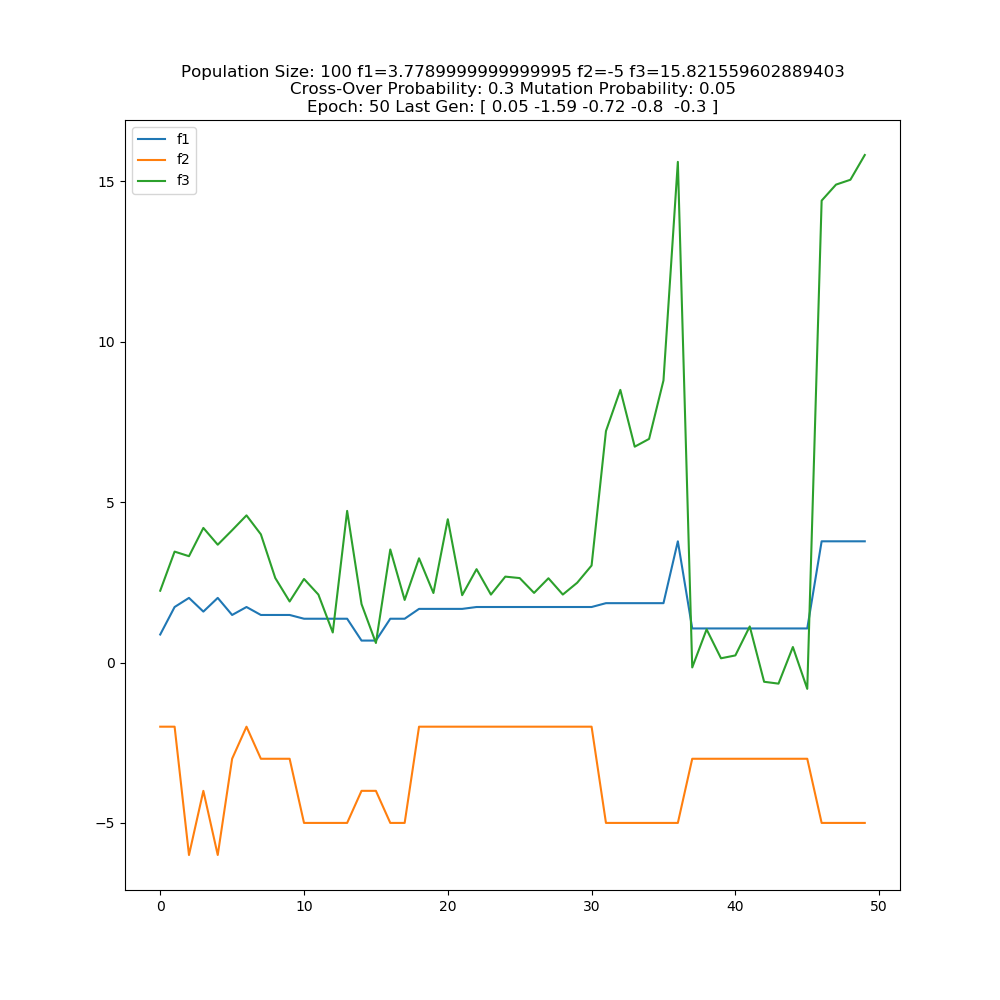 Population Size: 100 f1=3.7789999999999995 f2=-5 f3=15.821559602889403
Cross-Over Probability: 0.3 Mutation Probability: 0.05
Epoch: 50 Last Gen: [ 0.05 -1.59 -0.72 -0.8  -0.3 ]
f1
f2
f3
15
10
5
0
−5
0 10 20 30 40 50